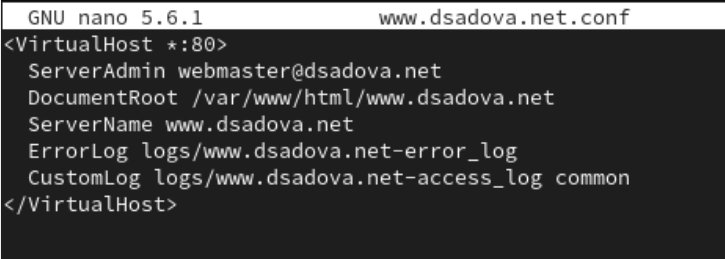 GNU nano 5.6.1 www.dsadova.net.conf
<VirtualHost *:80>
ServerAdmin webmaster@dsadova.net
DocumentRoot /var/www/html/www.dsadova.net
ServerName www.dsadova.net
ErrorLog logs/www.dsadova.net-error_log
CustomLog logs/www.dsadova.net-access_log common
</VirtualHost>